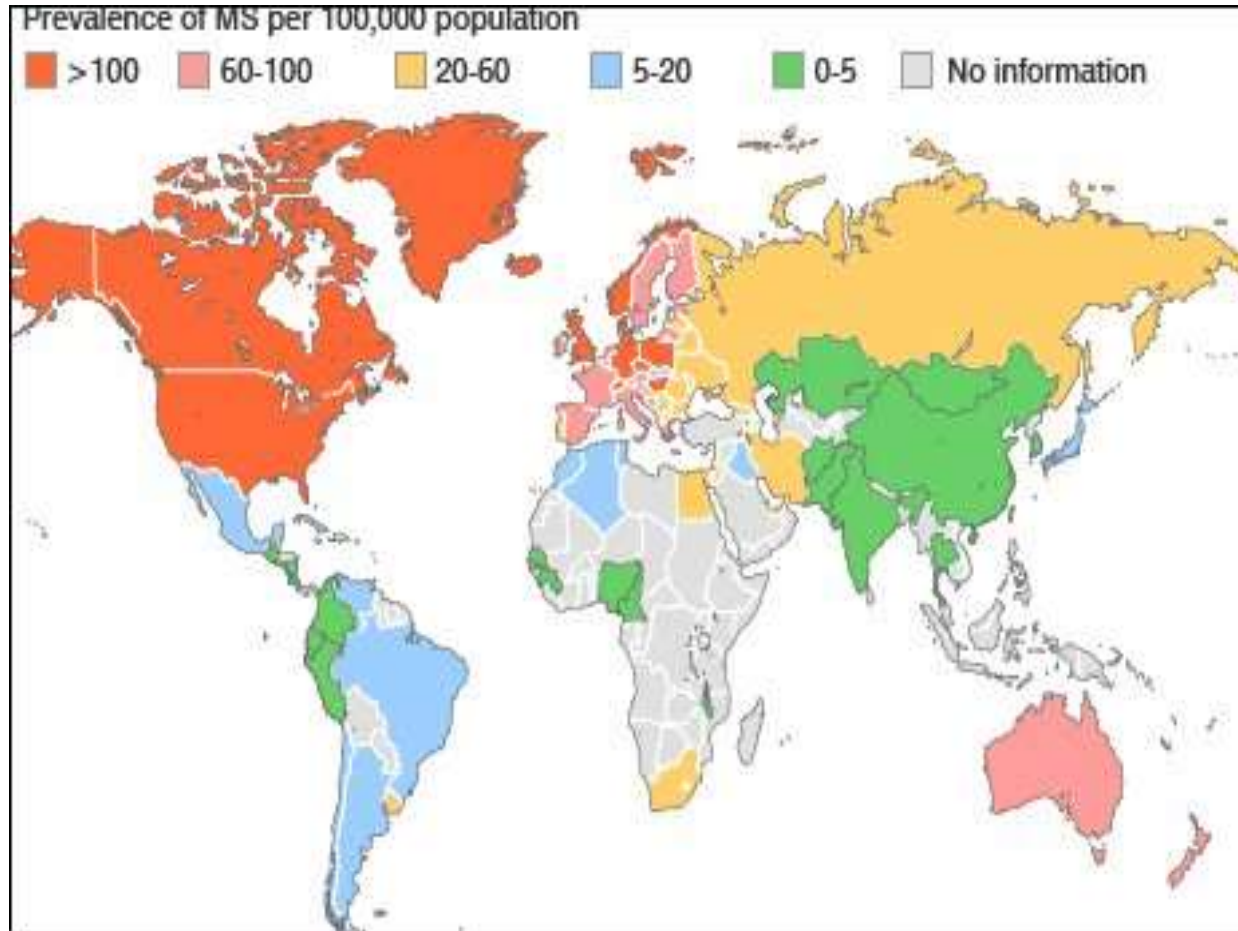 Prevalence of MS per 100,000 population
>100 60-100 20-60 5-20 0-5 No information